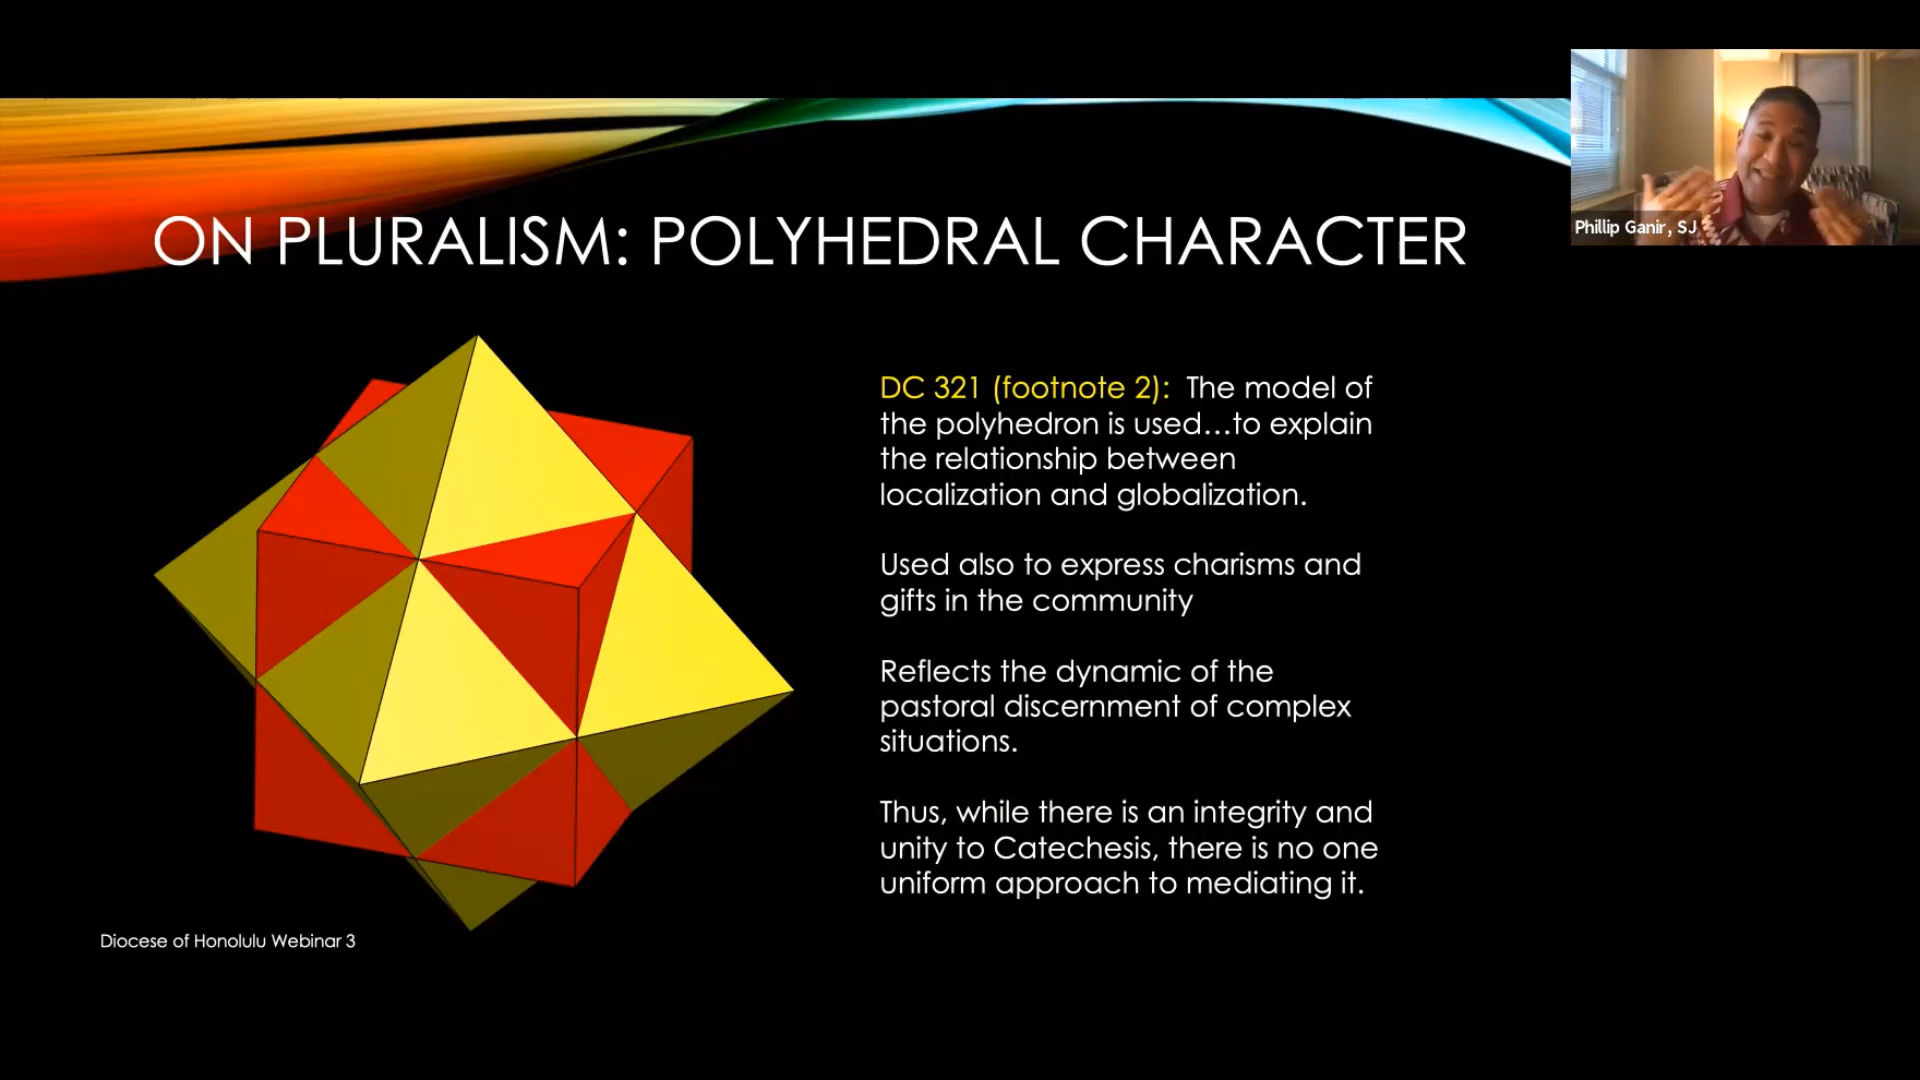 Phillip Ganir, SJ
ON PLURALISM: POLYHEDRAL CHARACTER
DC 321 (footnote 2):  The model of
the polyhedron is used…to explain
the relationship between
localization and globalization.
Used also to express charisms and
gifts in the community
Reflects the dynamic of the
pastoral discernment of complex
situations.
Thus, while there is an integrity and
unity to Catechesis, there is no one
uniform approach to mediating it.
Diocese of Honolulu Webinar 3